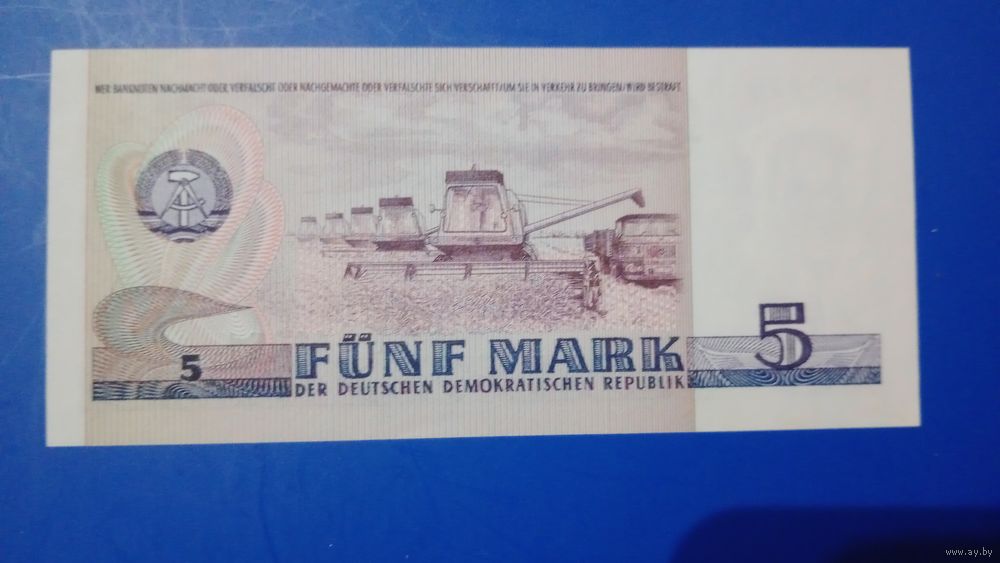 WER BANKNOTEN NACHMACHT ODER VERFÄLSCHT ODER NACHGEMACHTE ODER VERFÄLSCHTE SICH VERSCHAFFT/UM SIE IN VERKEHR ZU BRINGEN/WIRD BESTRAFT
5
5 FÜNF MARK
DER DEUTSCHEN DEMOKRATISCHEN REPUBLIK
www.ay.by